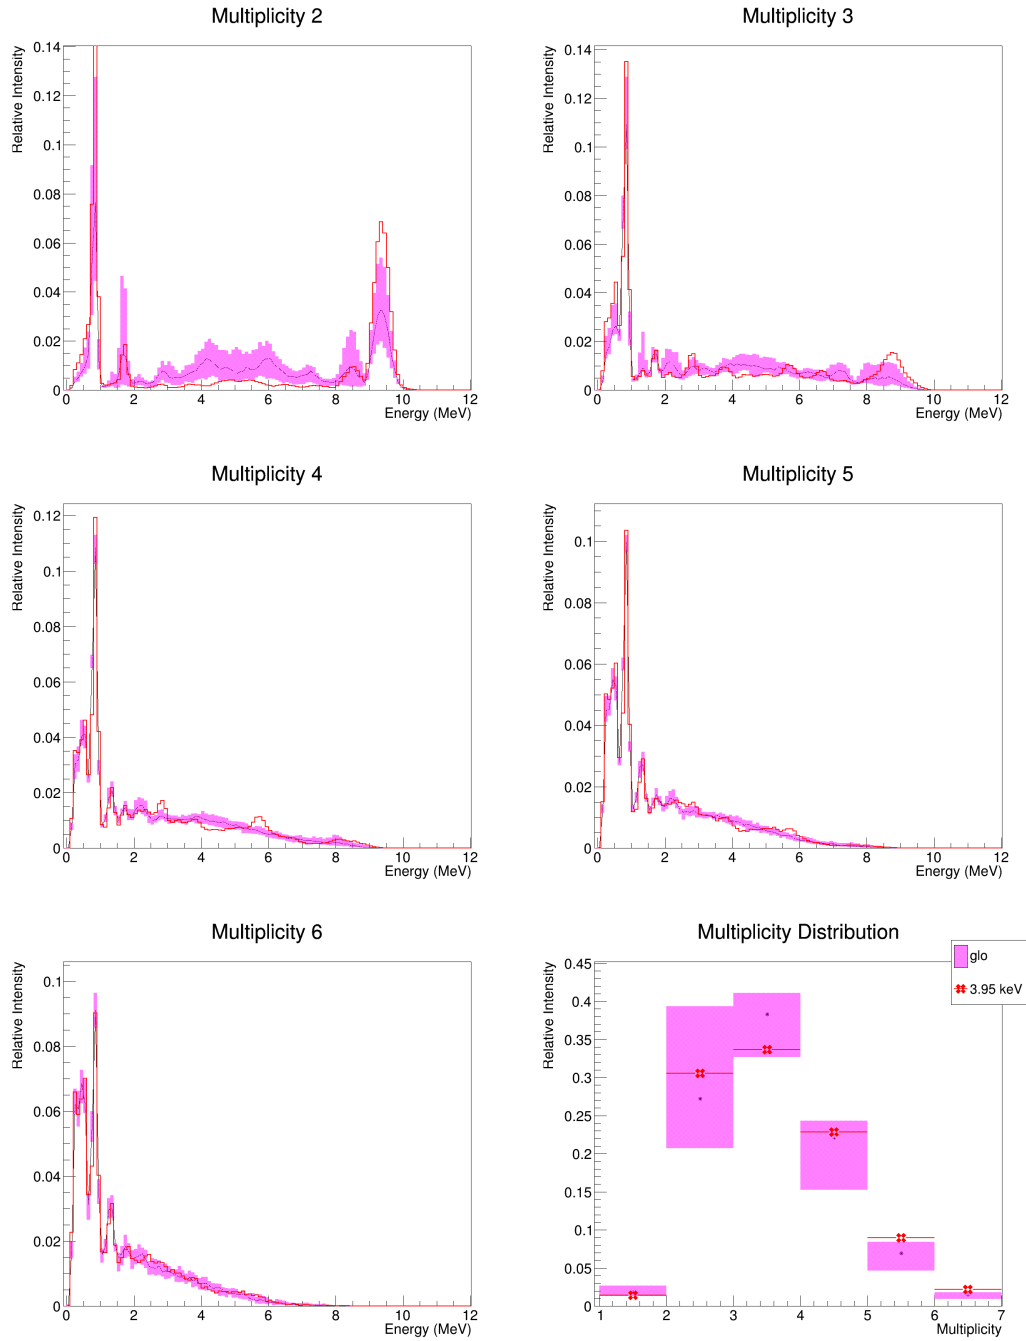 Multiplicity 2
Relative Intensity
0.14
0.12
0.1
0.08
0.06
0.04
0.02
0
0 2 4 6 8 10 12
Energy (MeV)
Multiplicity 3
Relative Intensity
0.14
0.12
0.1
0.08
0.06
0.04
0.02
0
0 2 4 6 8 10 12
Energy (MeV)
Multiplicity 4
Relative Intensity
0.12
0.1
0.08
0.06
0.04
0.02
0
0 2 4 6 8 10 12
Energy (MeV)
Multiplicity 5
Relative Intensity
0.1
0.08
0.06
0.04
0.02
0
0 2 4 6 8 10 12
Energy (MeV)
Multiplicity 6
Relative Intensity
0.1
0.08
0.06
0.04
0.02
0
0 2 4 6 8 10 12
Energy (MeV)
Multiplicity Distribution
Relative Intensity
0.45
0.4
0.35
0.3
0.25
0.2
0.15
0.1
0.05
0
1 2 3 4 5 6 7
Multiplicity
glo
3.95 keV